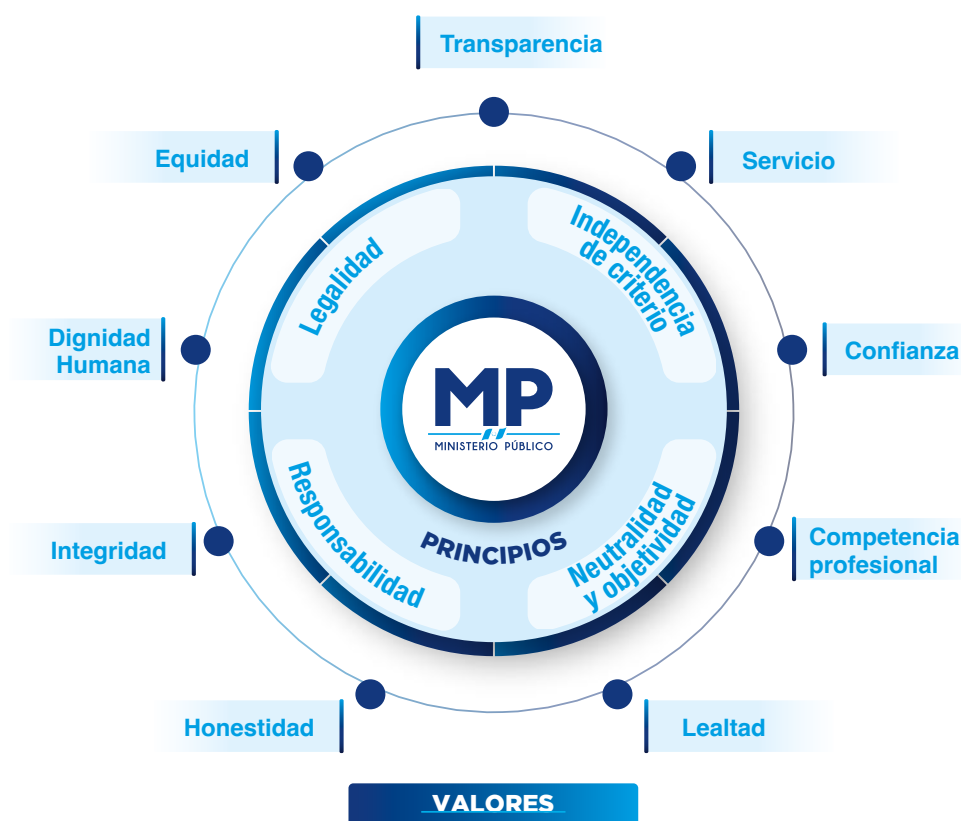 Transparencia
Equidad
Servicio
Legalidad
Independencia
de criterio
Dignidad
Humana
Confianza
MP
MINISTERIO PÚBLICO
Responsabilidad
PRINCIPIOS
Neutralidad
y objetividad
Integridad
Competencia
profesional
Honestidad
Lealtad
VALORES